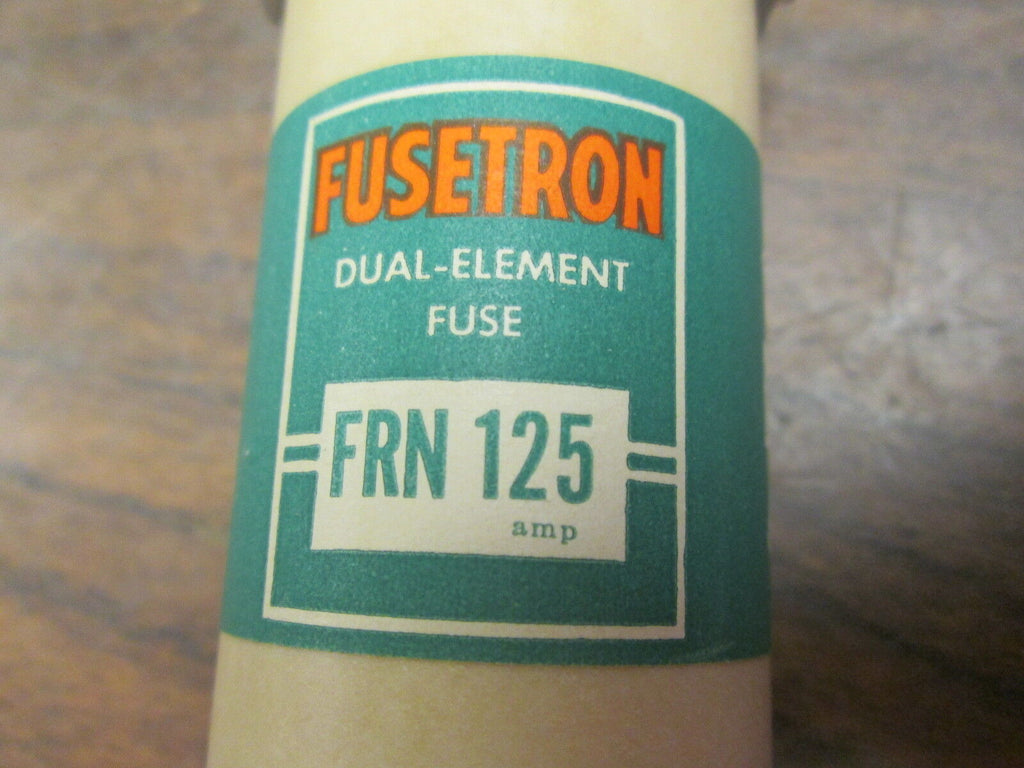 FUSETRON
DUAL-ELEMENT
FUSE
FRN 125
amp